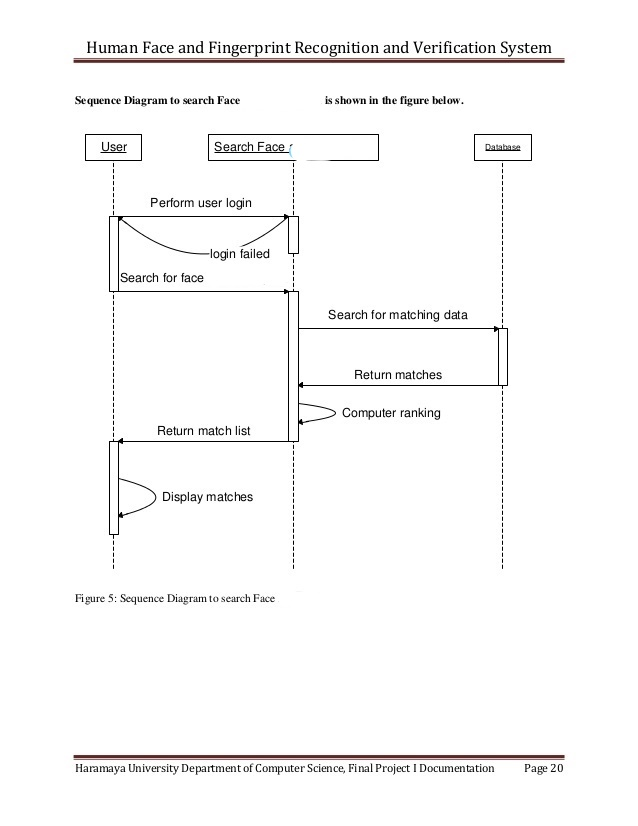 Human Face and Fingerprint Recognition and Verification System
Sequence Diagram to search Face is shown in the figure below.
User
Search Face
Database
Perform user login
login failed
Search for face
Search for matching data
Return matches
Computer ranking
Return match list
Display matches
Figure 5: Sequence Diagram to search Face
Haramaya University Department of Computer Science, Final Project I Documentation Page 20